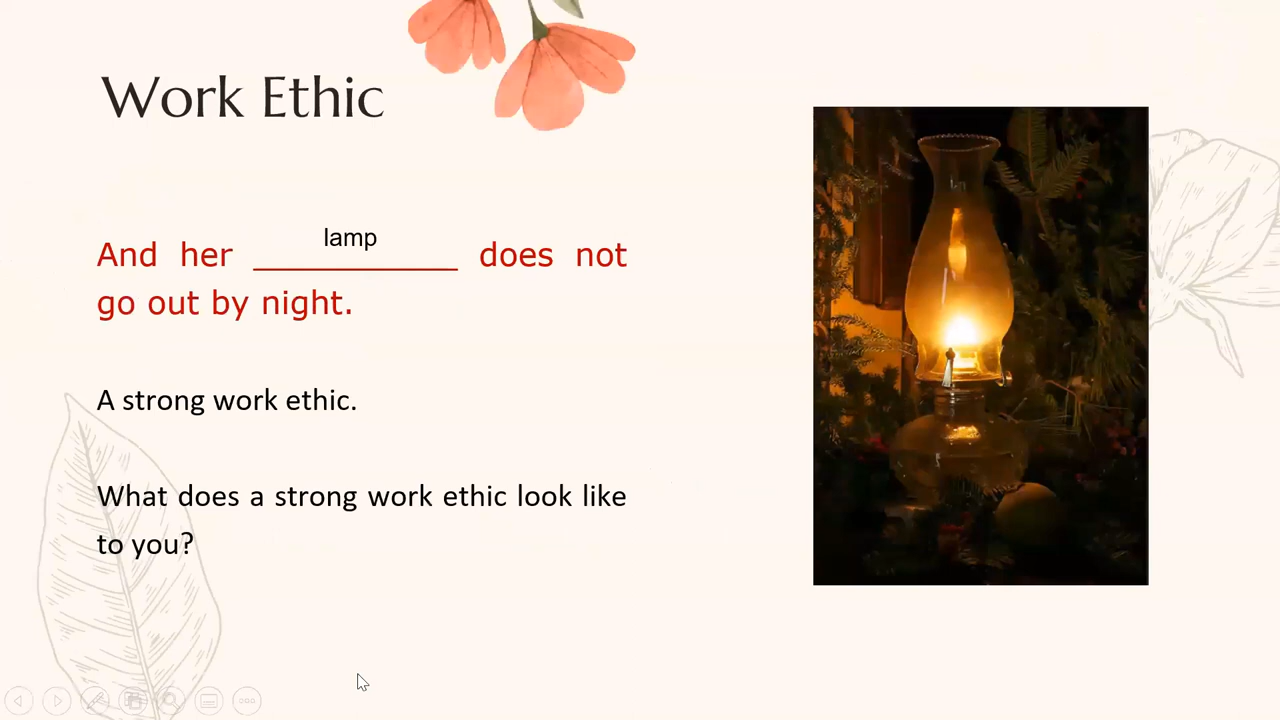 Work Ethic
lamp
And her ____________ does not
go out by night.
A strong work ethic.
What does a strong work ethic look like
to you?